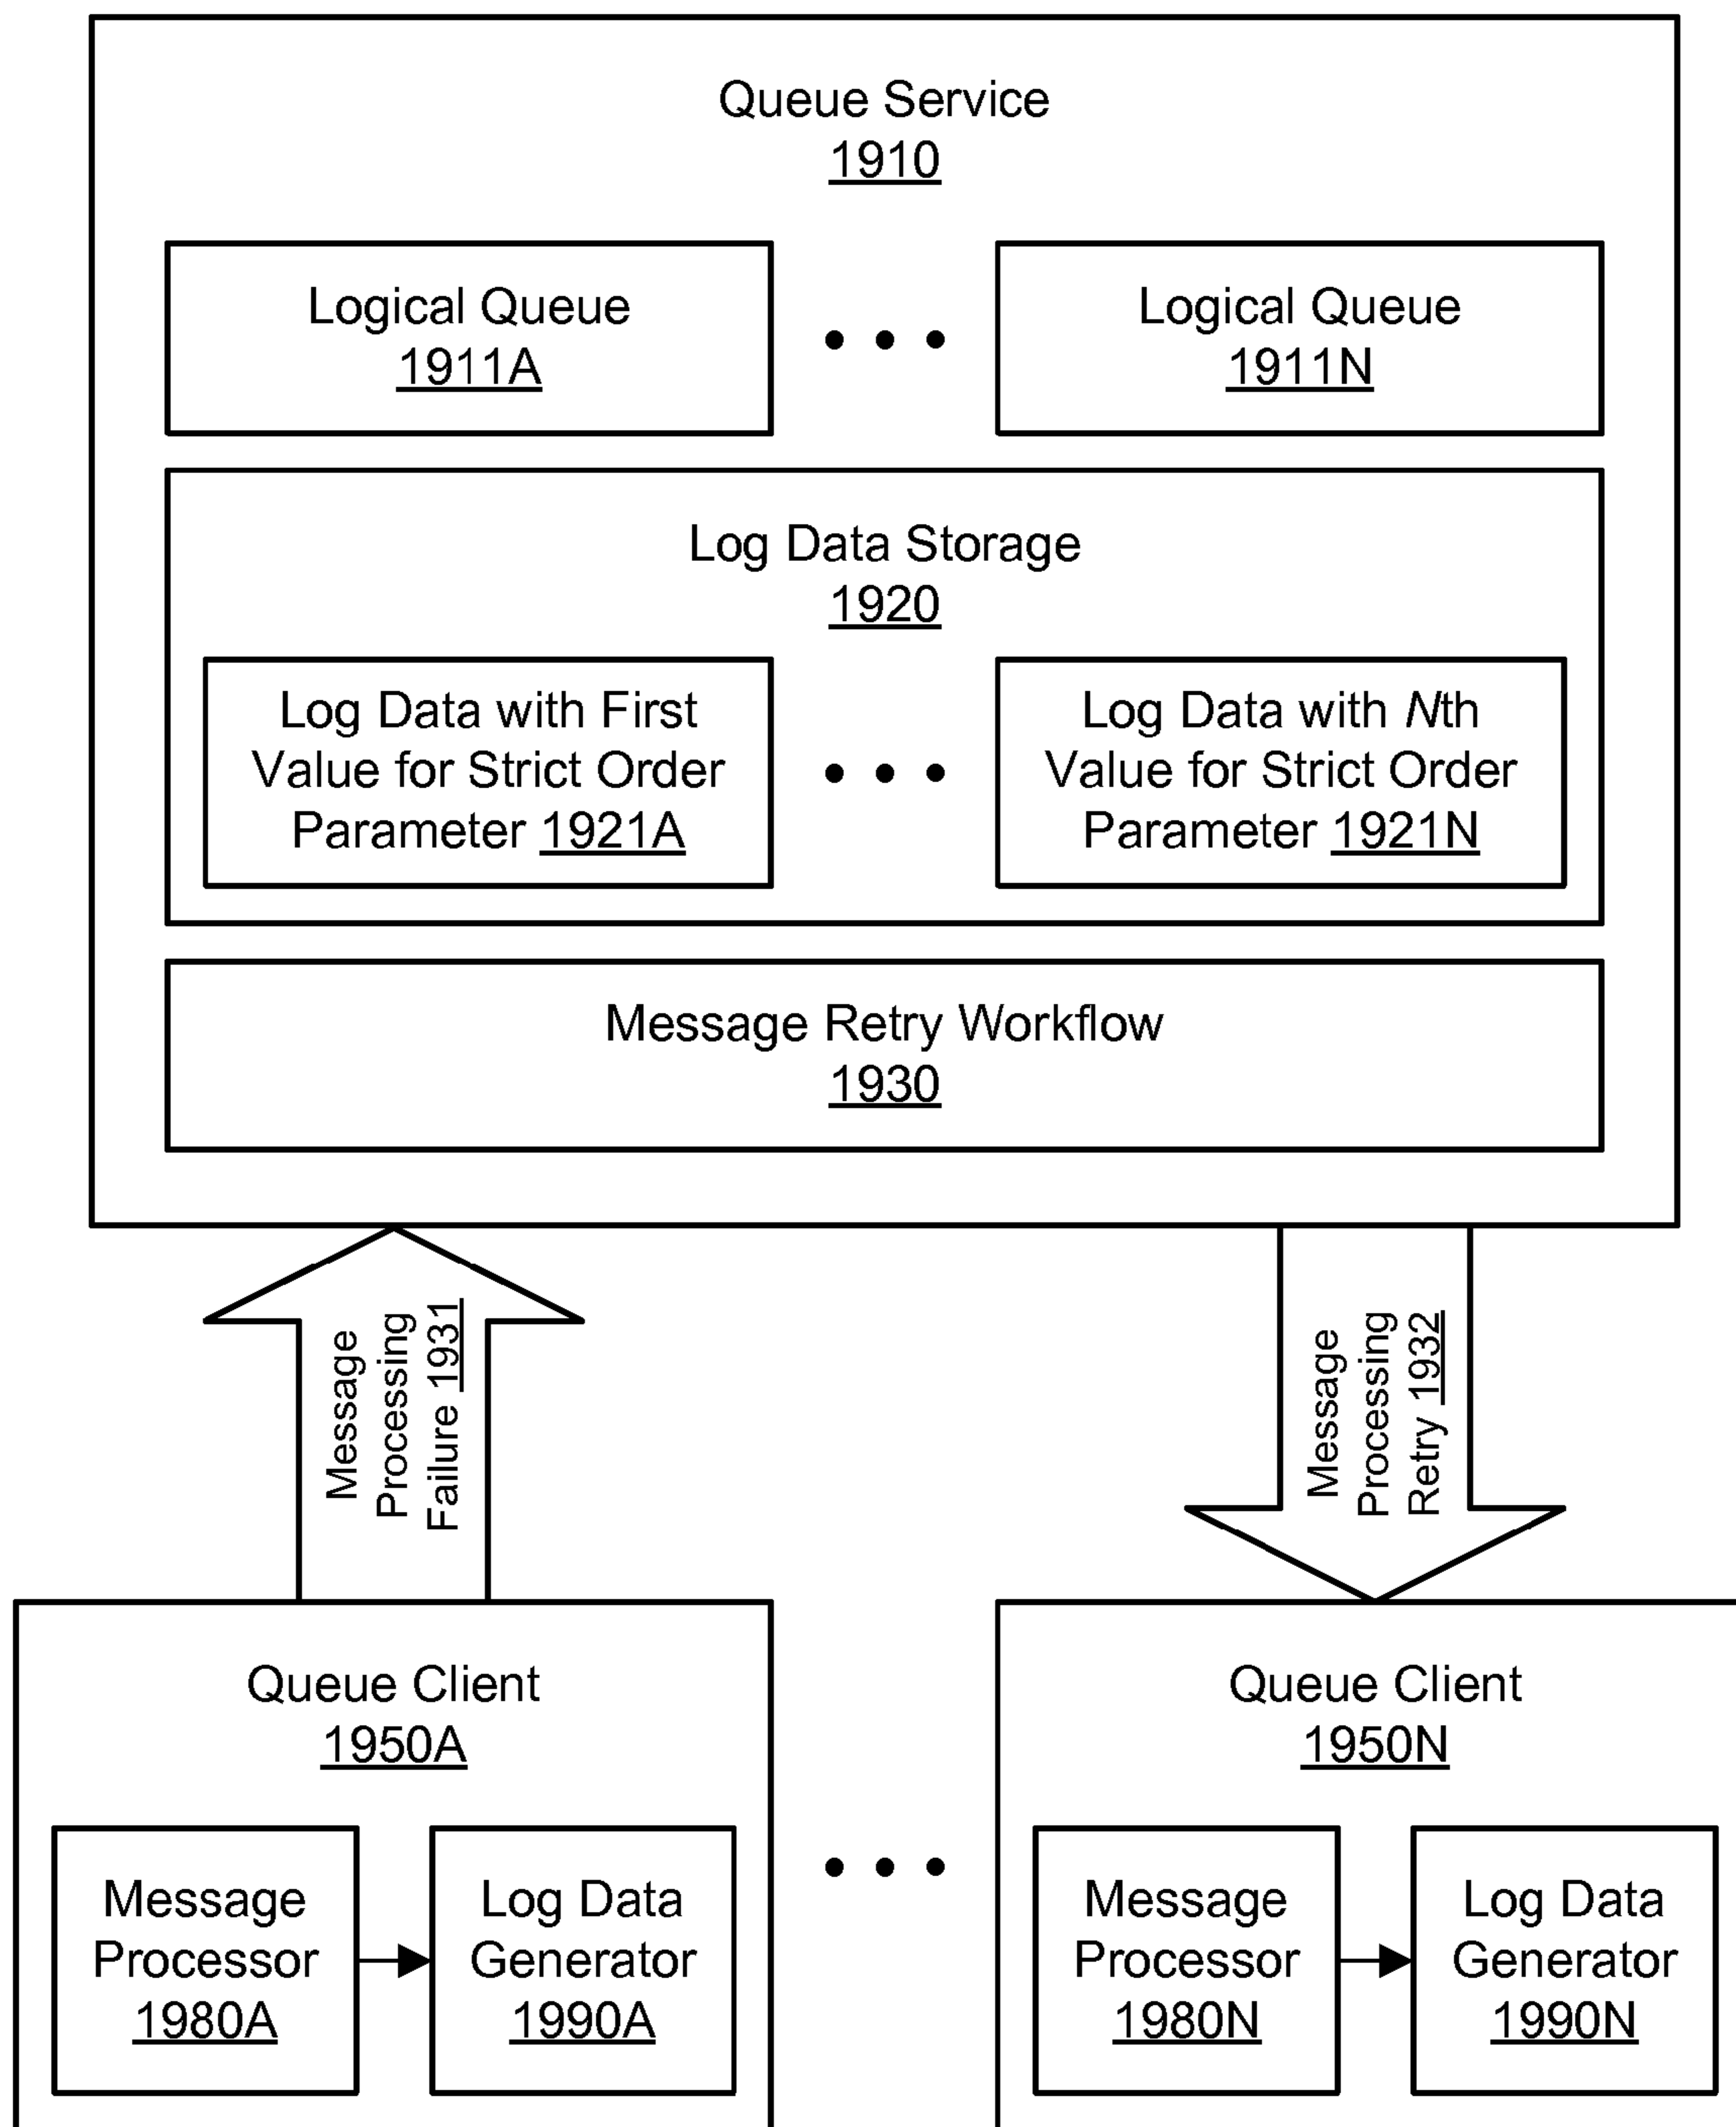 Queue Service
1910
Logical Queue
1911A
Logical Queue
1911N
Log Data Storage
1920
Log Data with First
Value for Strict Order
Parameter 1921A
Log Data with Nth
Value for Strict Order
Parameter 1921N
Message Retry Workflow
1930
Message
Processing
Failure 1931
Message
Processing
Retry 1932
Queue Client
1950A
Message
Processor
1980A
Log Data
Generator
1990A
Queue Client
1950N
Message
Processor
1980N
Log Data
Generator
1990N